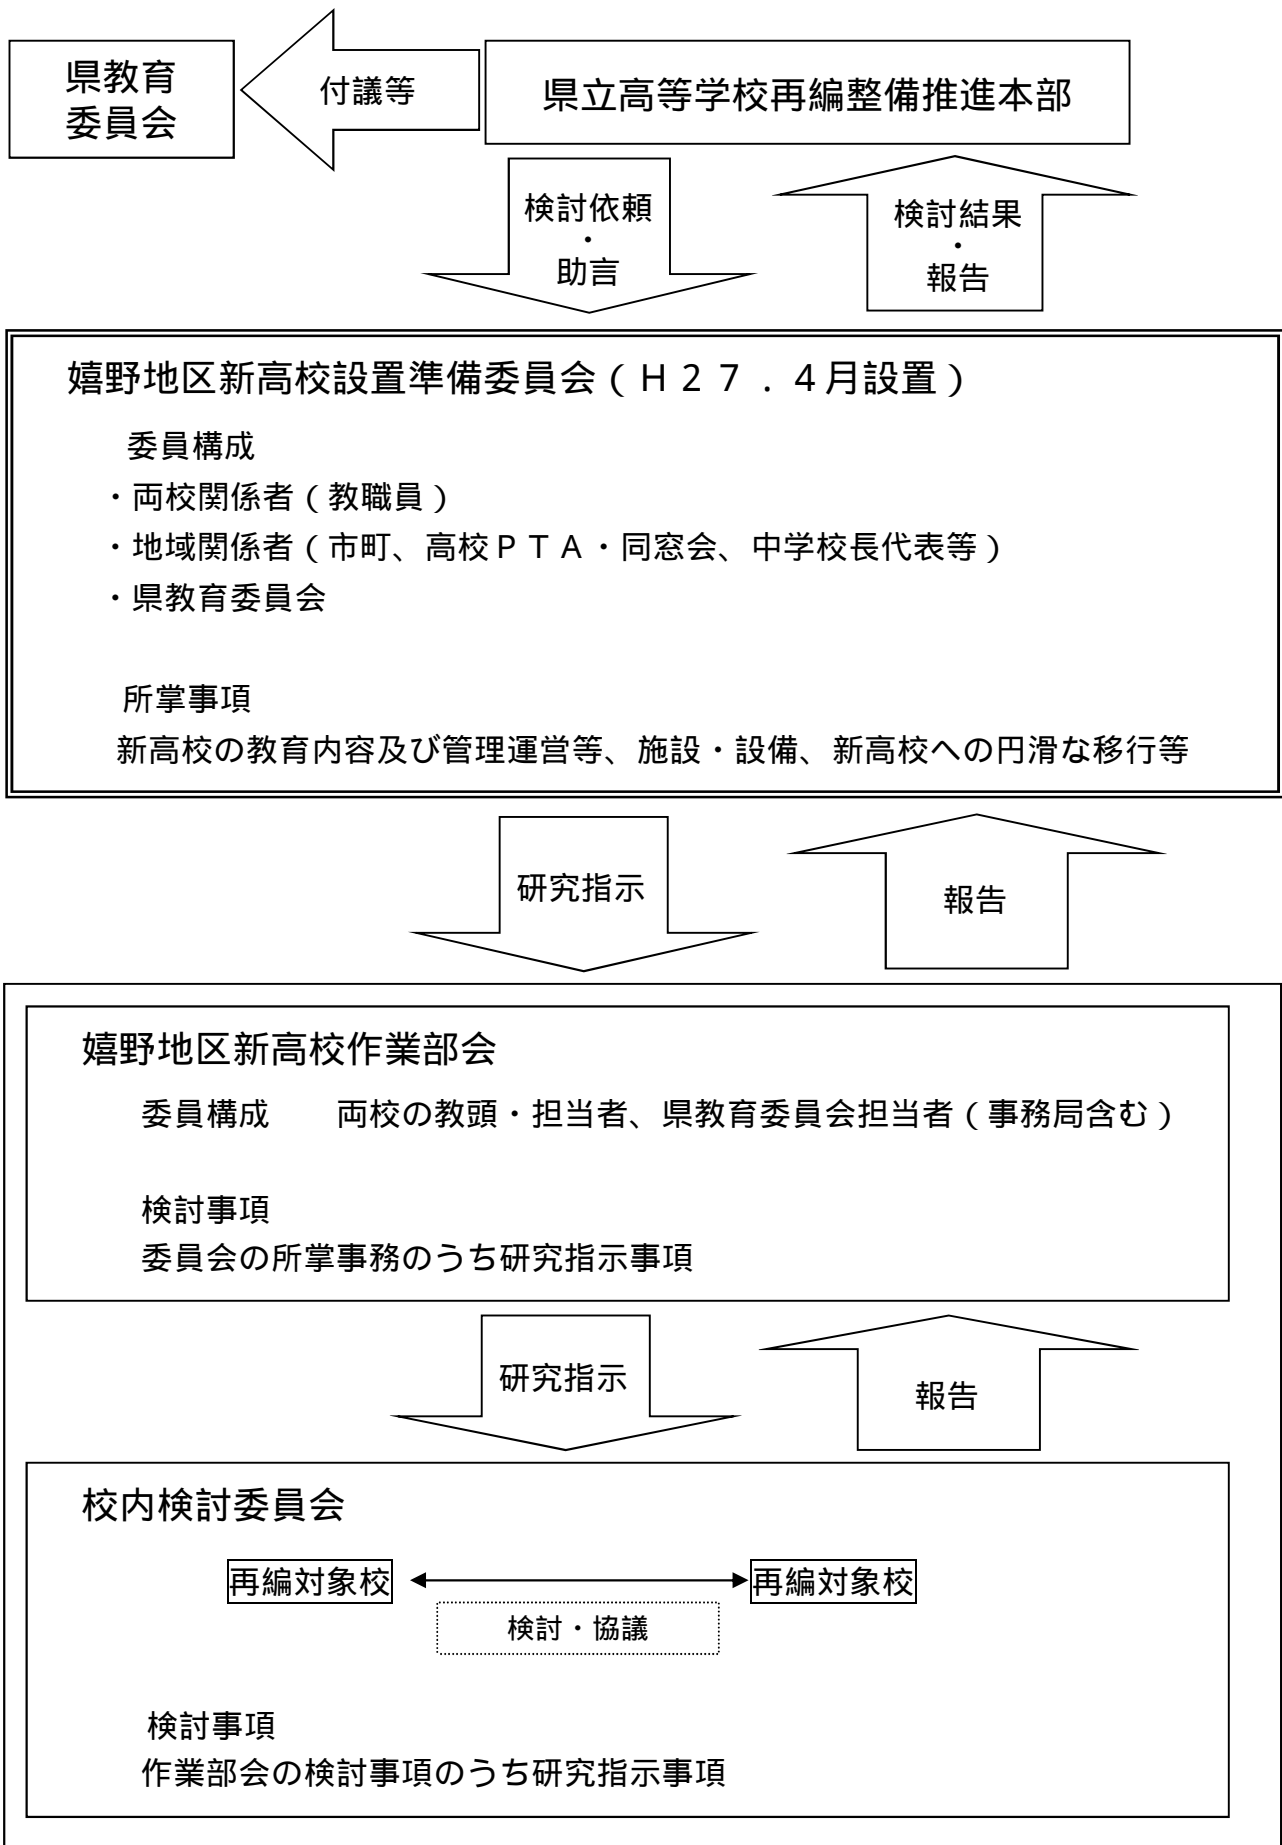 県教育
委員会
付議等
県立高等学校再編整備推進本部
検討依頼
・
助言
検討結果
・
報告
嬉野地区新高校設置準備委員会（Ｈ２７．４月設置）
委員構成
・両校関係者（教職員）
・地域関係者（市町、高校ＰＴＡ・同窓会、中学校長代表等）
・県教育委員会
所掌事項
新高校の教育内容及び管理運営等、施設・設備、新高校への円滑な移行等
研究指示
報告
嬉野地区新高校作業部会
委員構成　　両校の教頭・担当者、県教育委員会担当者（事務局含む）
検討事項
委員会の所掌事務のうち研究指示事項
研究指示
報告
校内検討委員会
再編対象校
再編対象校
検討・協議
検討事項
作業部会の検討事項のうち研究指示事項